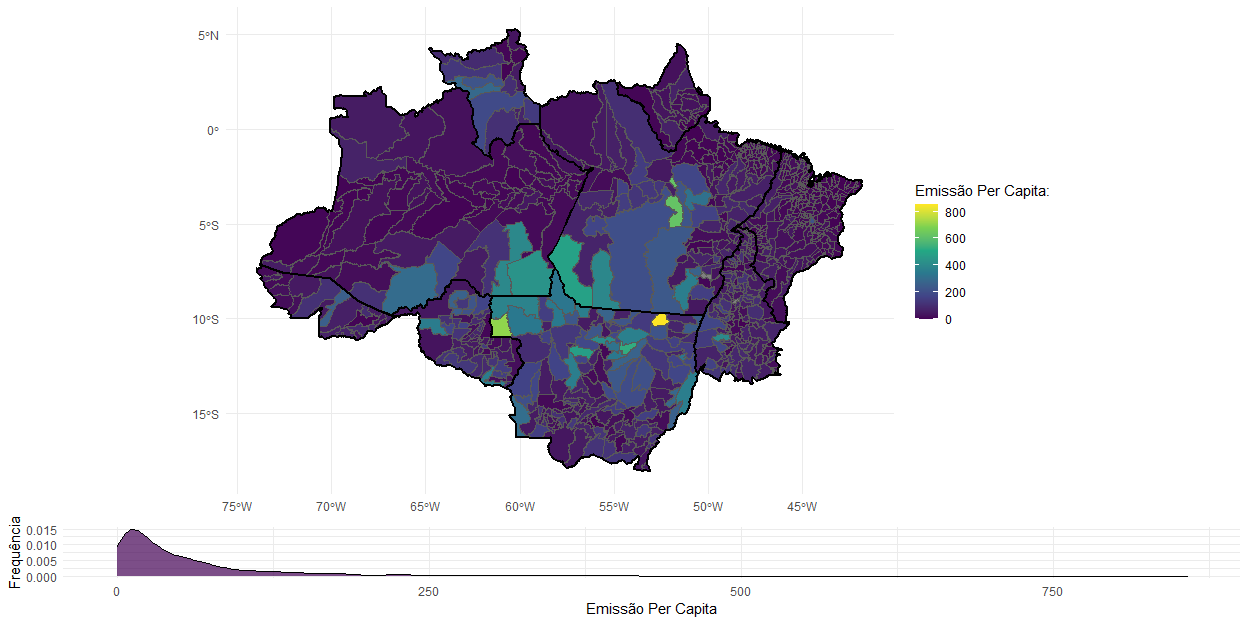 5°N
0°
5°S
10°S
15°S
75°W
70°W
65°W
60°W
55°W
50°W
45°W
Emissão Per Capita:
800
600
400
200
0
Frequência
0.015
0.010
0.005
0.000
0
250
500
750
Emissão Per Capita